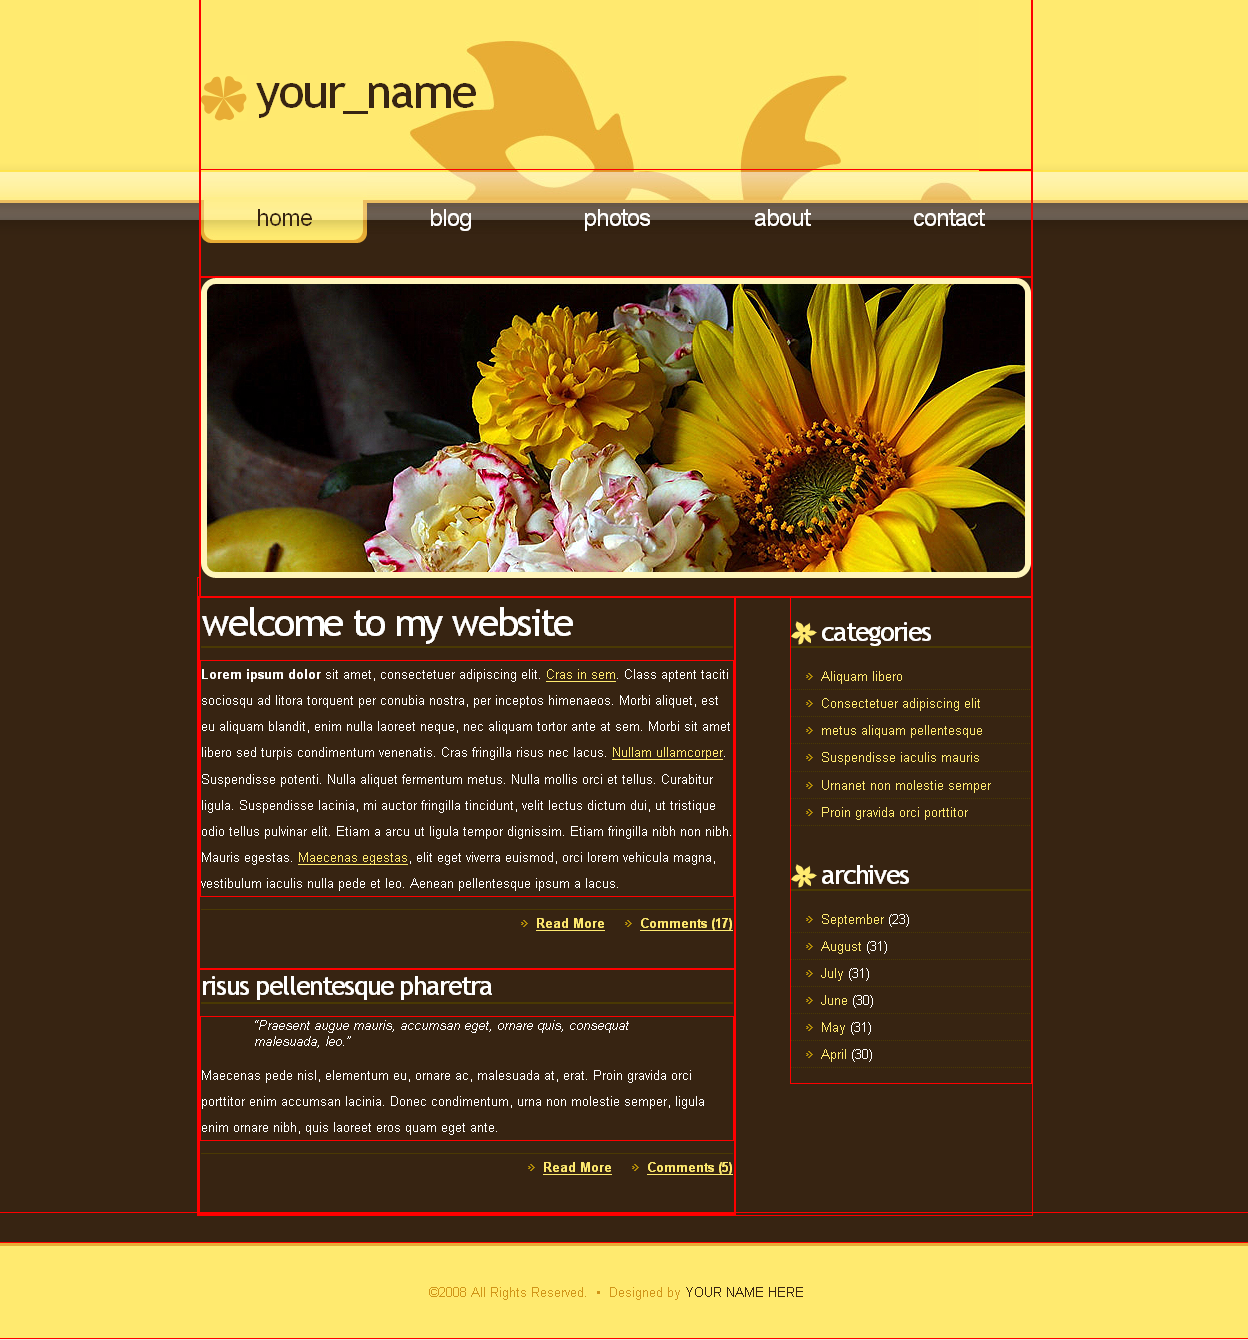 your_name
home blog photos about contact
welcome to my website
Lorem ipsum dolor sit amet, consectetuer adipiscing elit. Cras in sem. Class aptent taciti
sociosqu ad litora torquent per conubia nostra, per inceptos himenaeos. Morbi aliquet, est
eu aliquam blandit, enim nulla laoreet neque, nec aliquam tortor ante at sem. Morbi sit amet
libero sed turpis condimentum venenatis. Cras fringilla risus nec lacus. Nullam ullamcorper.
Suspendisse potenti. Nulla aliquet fermentum metus. Nulla mollis orci et tellus. Curabitur
ligula. Suspendisse lacinia, mi auctor fringilla tincidunt, velit lectus dictum dui, ut tristique
odio tellus pulvinar elit. Etiam a arcu ut ligula tempor dignissim. Etiam fringilla nibh non nibh.
Mauris egestas. Maecenas egestas, elit eget viverra euismod, orci lorem vehicula magna,
vestibulum iaculis nulla pede et leo. Aenean pellentesque ipsum a lacus.
Read More Comments (17)
risus pellentesque pharetra
“Praesent augue mauris, accumsan eget, ornare quis, consequat
malesuada, leo.”
Maecenas pede nisl, elementum eu, ornare ac, malesuada at, erat. Proin gravida orci
porttitor enim accumsan lacinia. Donec condimentum, urna non molestie semper, ligula
enim ornare nibh, quis laoreet eros quam eget ante.
Read More Comments (5)
categories
Aliquam libero
Consectetuer adipiscing elit
metus aliquam pellentesque
Suspendisse iaculis mauris
Urnanet non molestie semper
Proin gravida orci porttitor
archives
September (23)
August (31)
July (31)
June (30)
May (31)
April (30)
©2008 All Rights Reserved. • Designed by YOUR NAME HERE